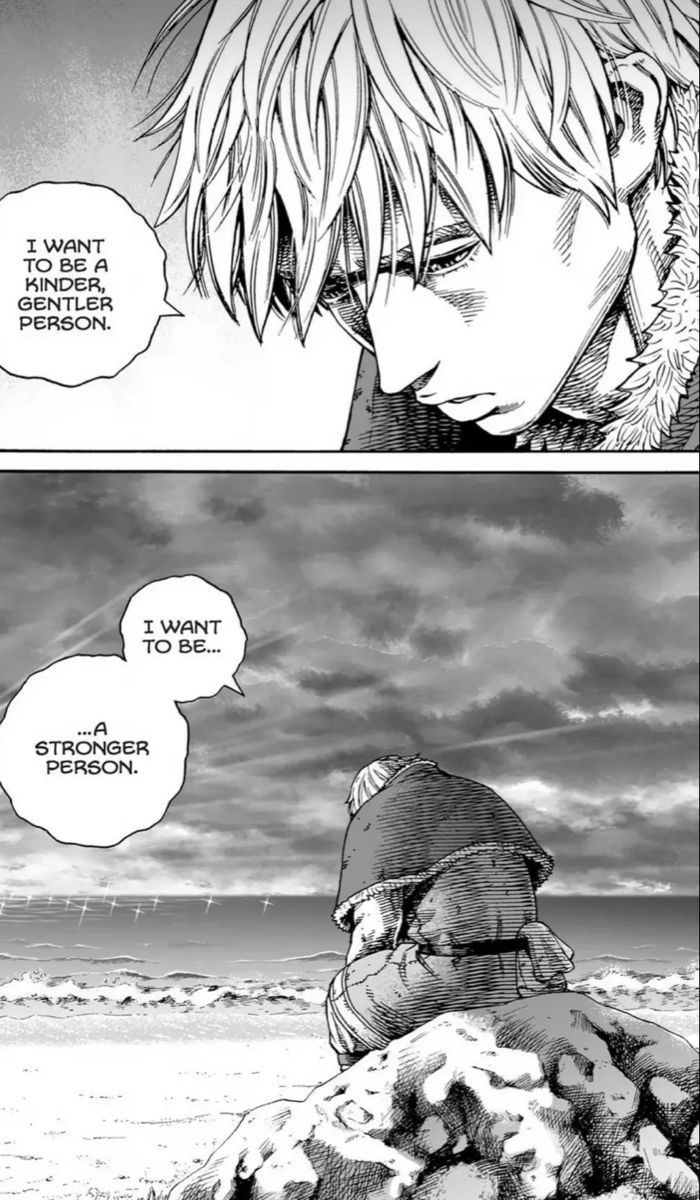 I WANT
TO BE A
KINDER,
GENTLER
PERSON.
I WANT
TO BE...
...A
STRONGER
PERSON.